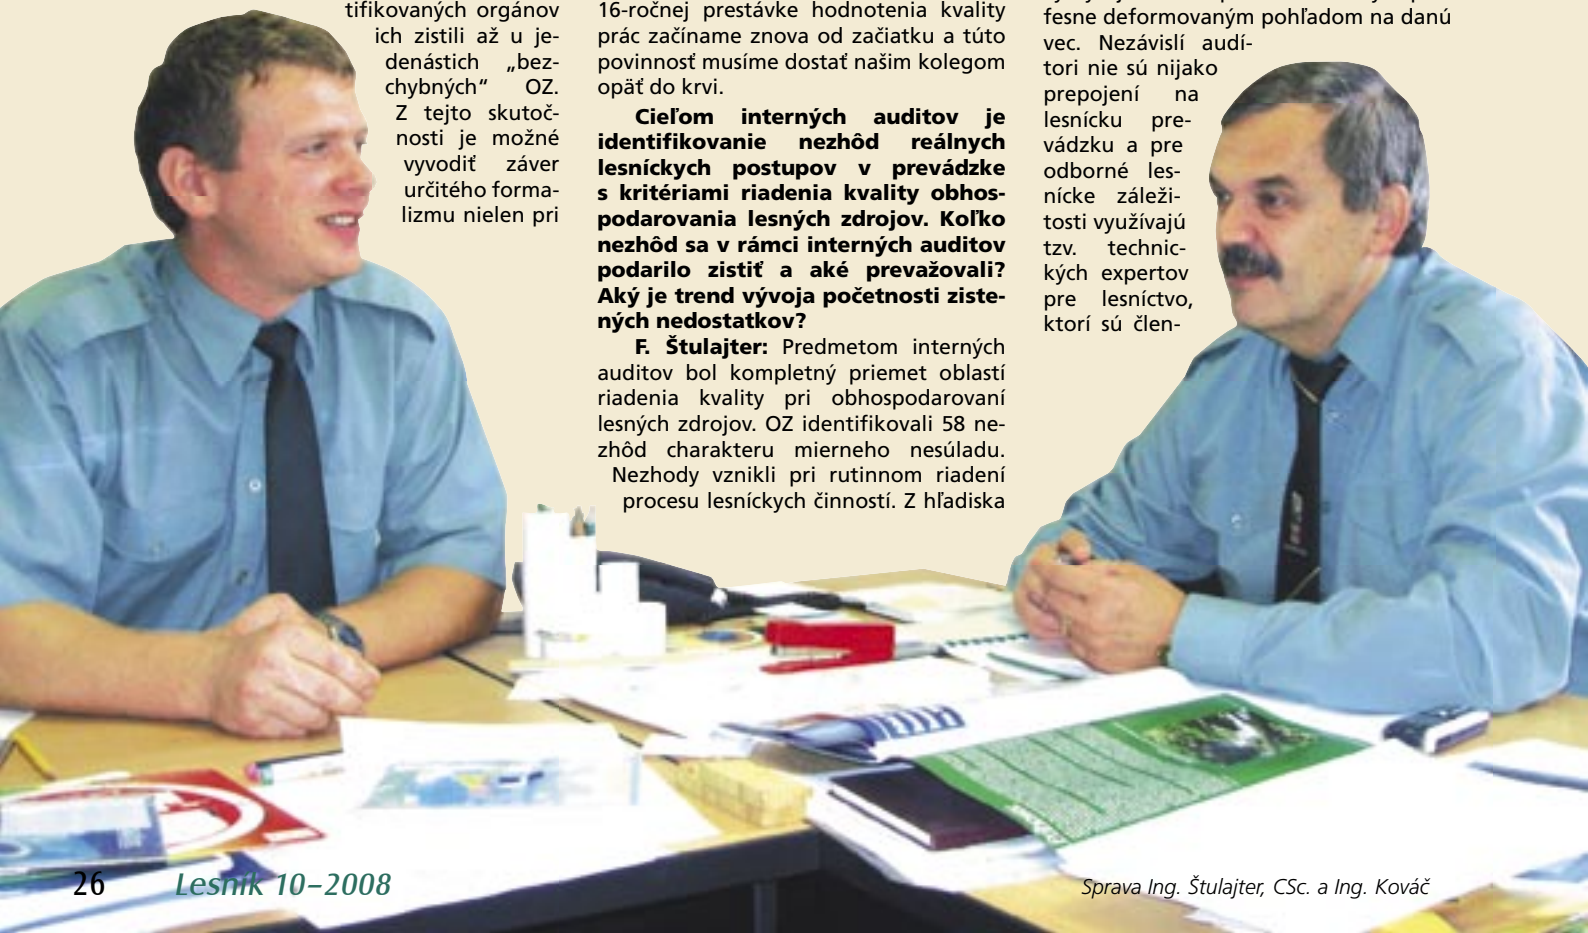 tifikovaných orgánov
ich zistili až u je-
denástich „bez-
chybných“ OZ.
Z tejto skutoč-
nosti je možné
vyvodiť záver
určitého forma-
lizmu nielen pri
16-ročnej prestávke hodnotenia kvality
prác začíname znova od začiatku a túto
povinnosť musíme dostať našim kolegom
opäť do krvi.
Cieľom interných auditov je
identifikovanie nezhôd reálnych
lesníckych postupov v prevádzke
s kritériami riadenia kvality obhos-
podarovania lesných zdrojov. Koľko
nezhôd sa v rámci interných auditov
podarilo zistiť a aké prevažovali?
Aký je trend vývoja početnosti ziste-
ných nedostatkov?
F. Štulajter: Predmetom interných
auditov bol kompletný priemet oblastí
riadenia kvality pri obhospodarovaní
lesných zdrojov. OZ identifikovali 58 ne-
zhôd charakteru mierneho nesúladu.
Nezhody vznikli pri rutinnom riadení
procesu lesníckych činností. Z hľadiska
fesne deformovaným pohľadom na danú
vec. Nezávislí audí-
tori nie sú nijako
prepojení na
lesnícku pre-
vádzku a pre
odborné les-
nícke záleži-
tosti využívajú
tzv. technic-
kých expertov
pre lesníctvo,
ktorí sú člen-
26 Lesník 10–2008
Sprava Ing. Štulajter, CSc. a Ing. Kováč